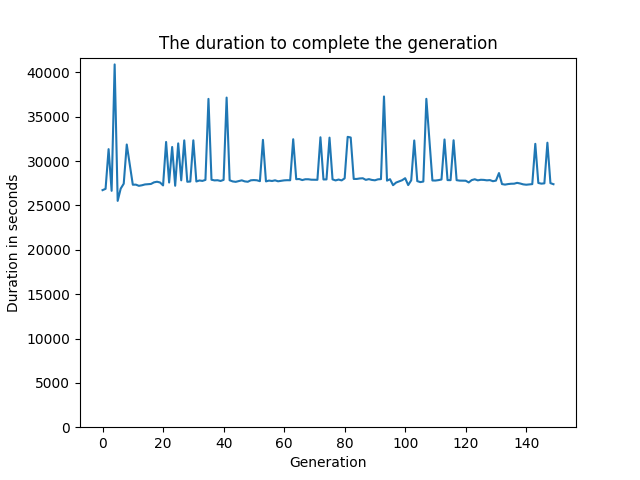 The duration to complete the generation
40000
35000
30000
25000
20000
15000
10000
5000
0
Duration in seconds
0 20 40 60 80 100 120 140
Generation